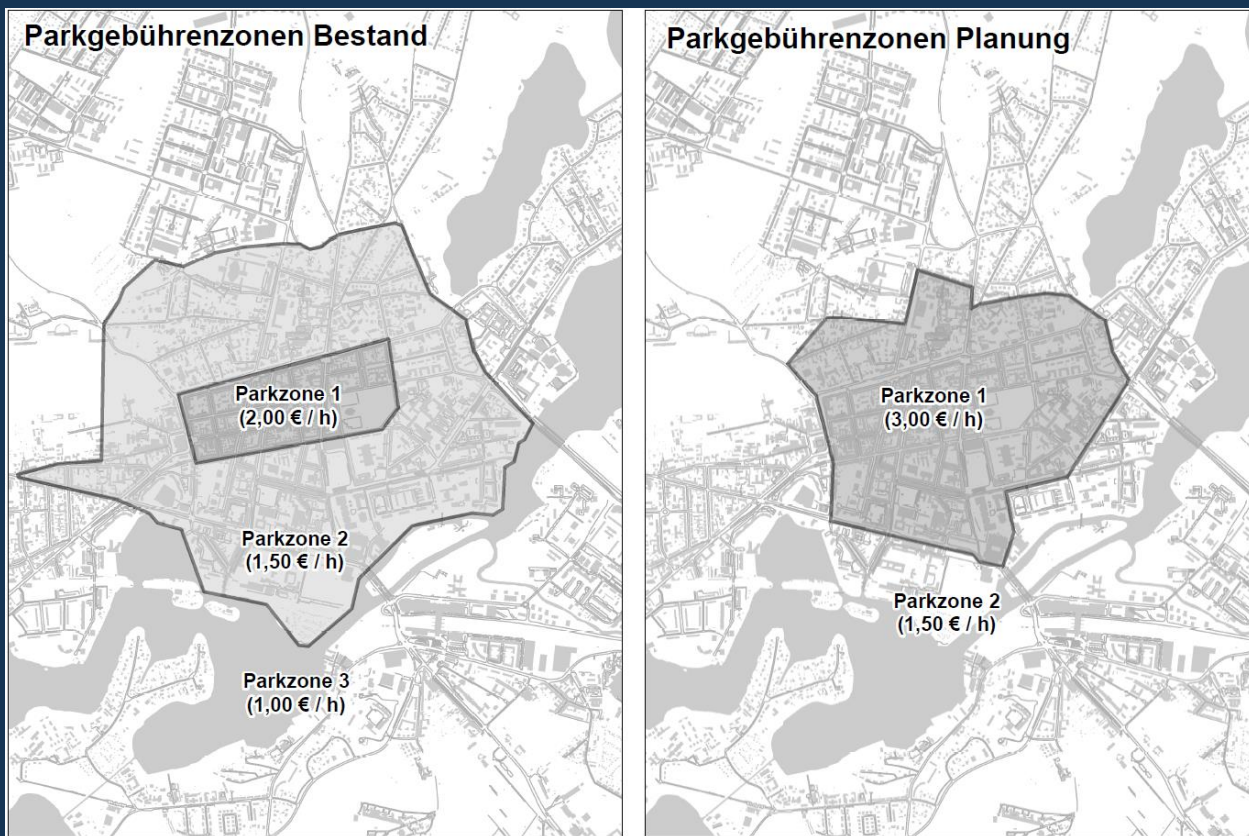 Parkgebührenzonen Bestand
Parkzone 1
(2,00 € / h)
Parkzone 2
(1,50 € / h)
Parkzone 3
(1,00 € / h)
Parkgebührenzonen Planung
Parkzone 1
(3,00 € / h)
Parkzone 2
(1,50 € / h)